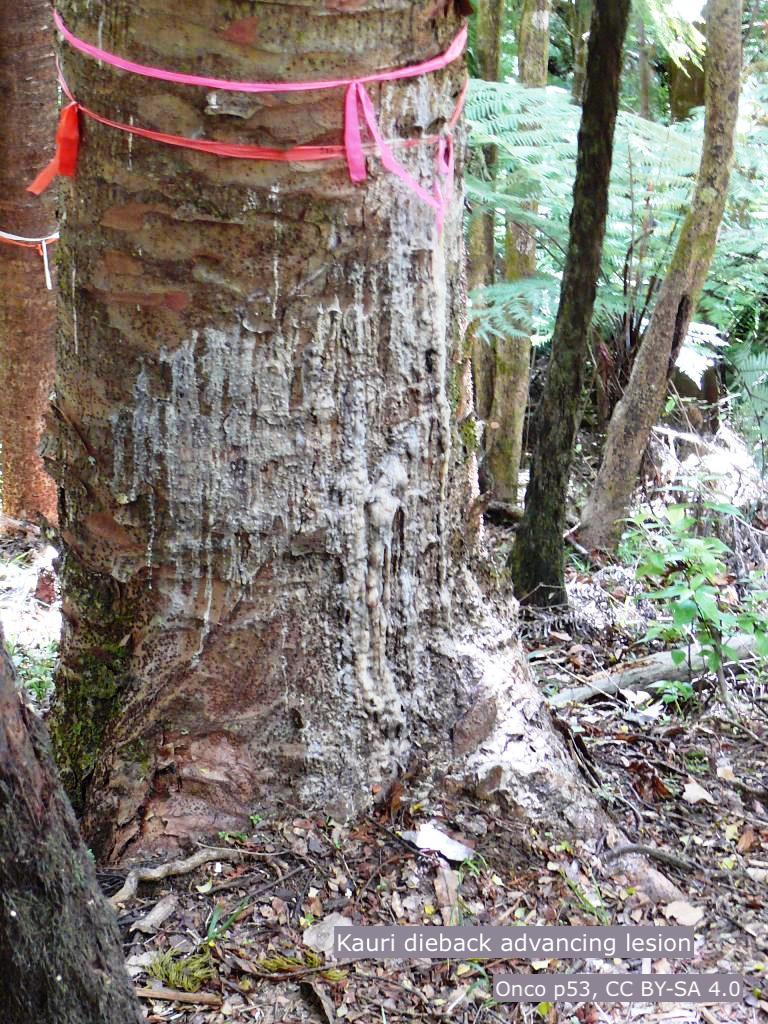 Kauri dieback advancing lesion
Onco p53, CC BY-SA 4.0